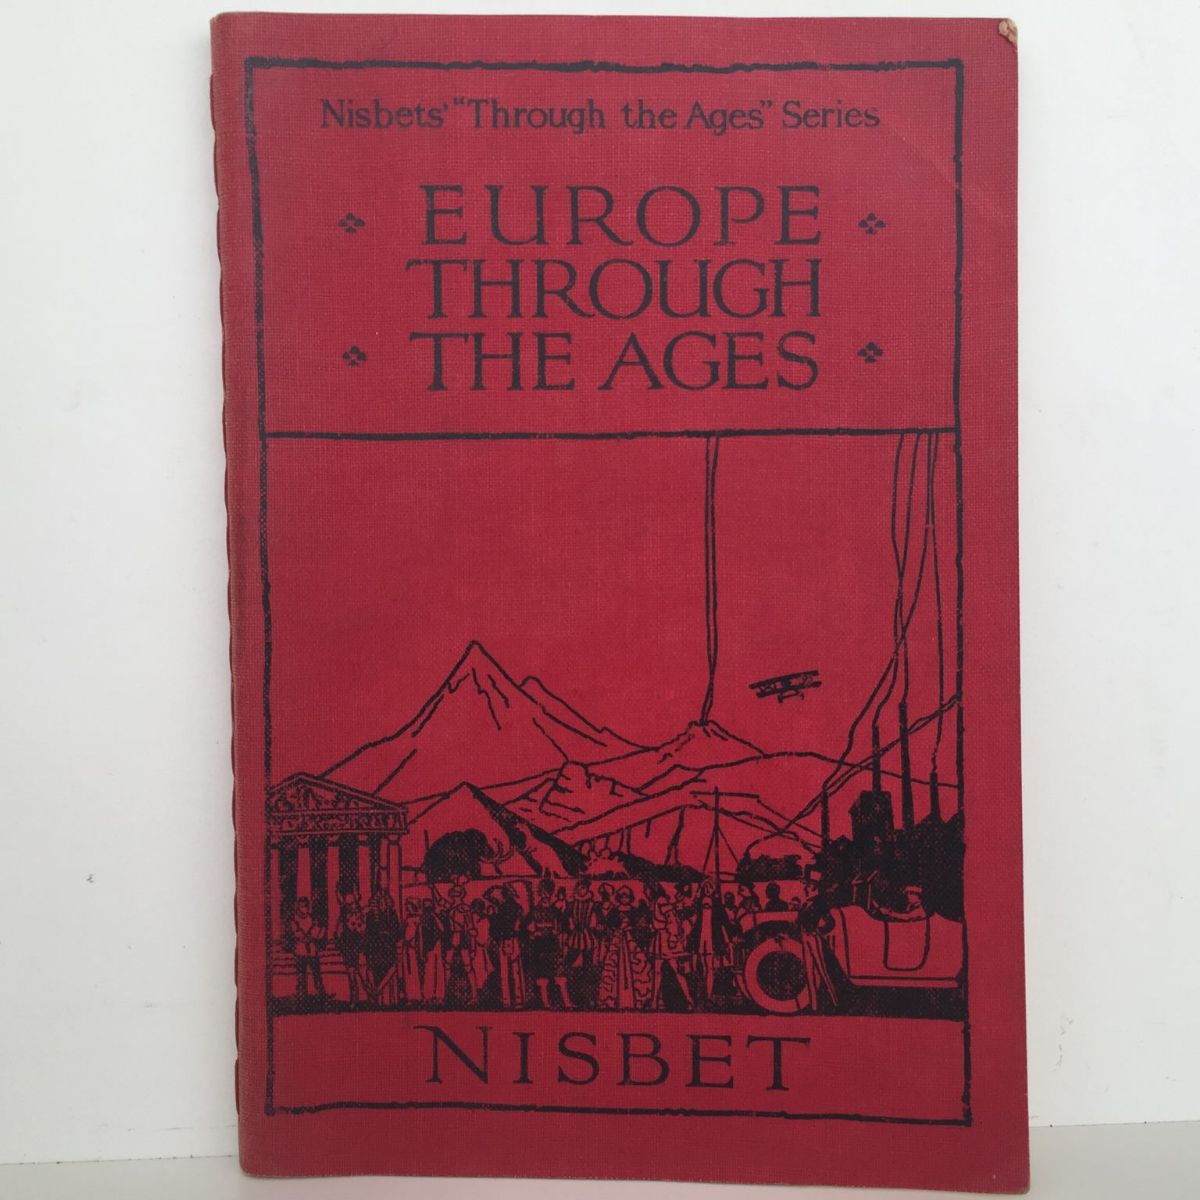 Nisbets' "Through the Ages" Series
EUROPE
THROUGH
THE AGES
NISBET